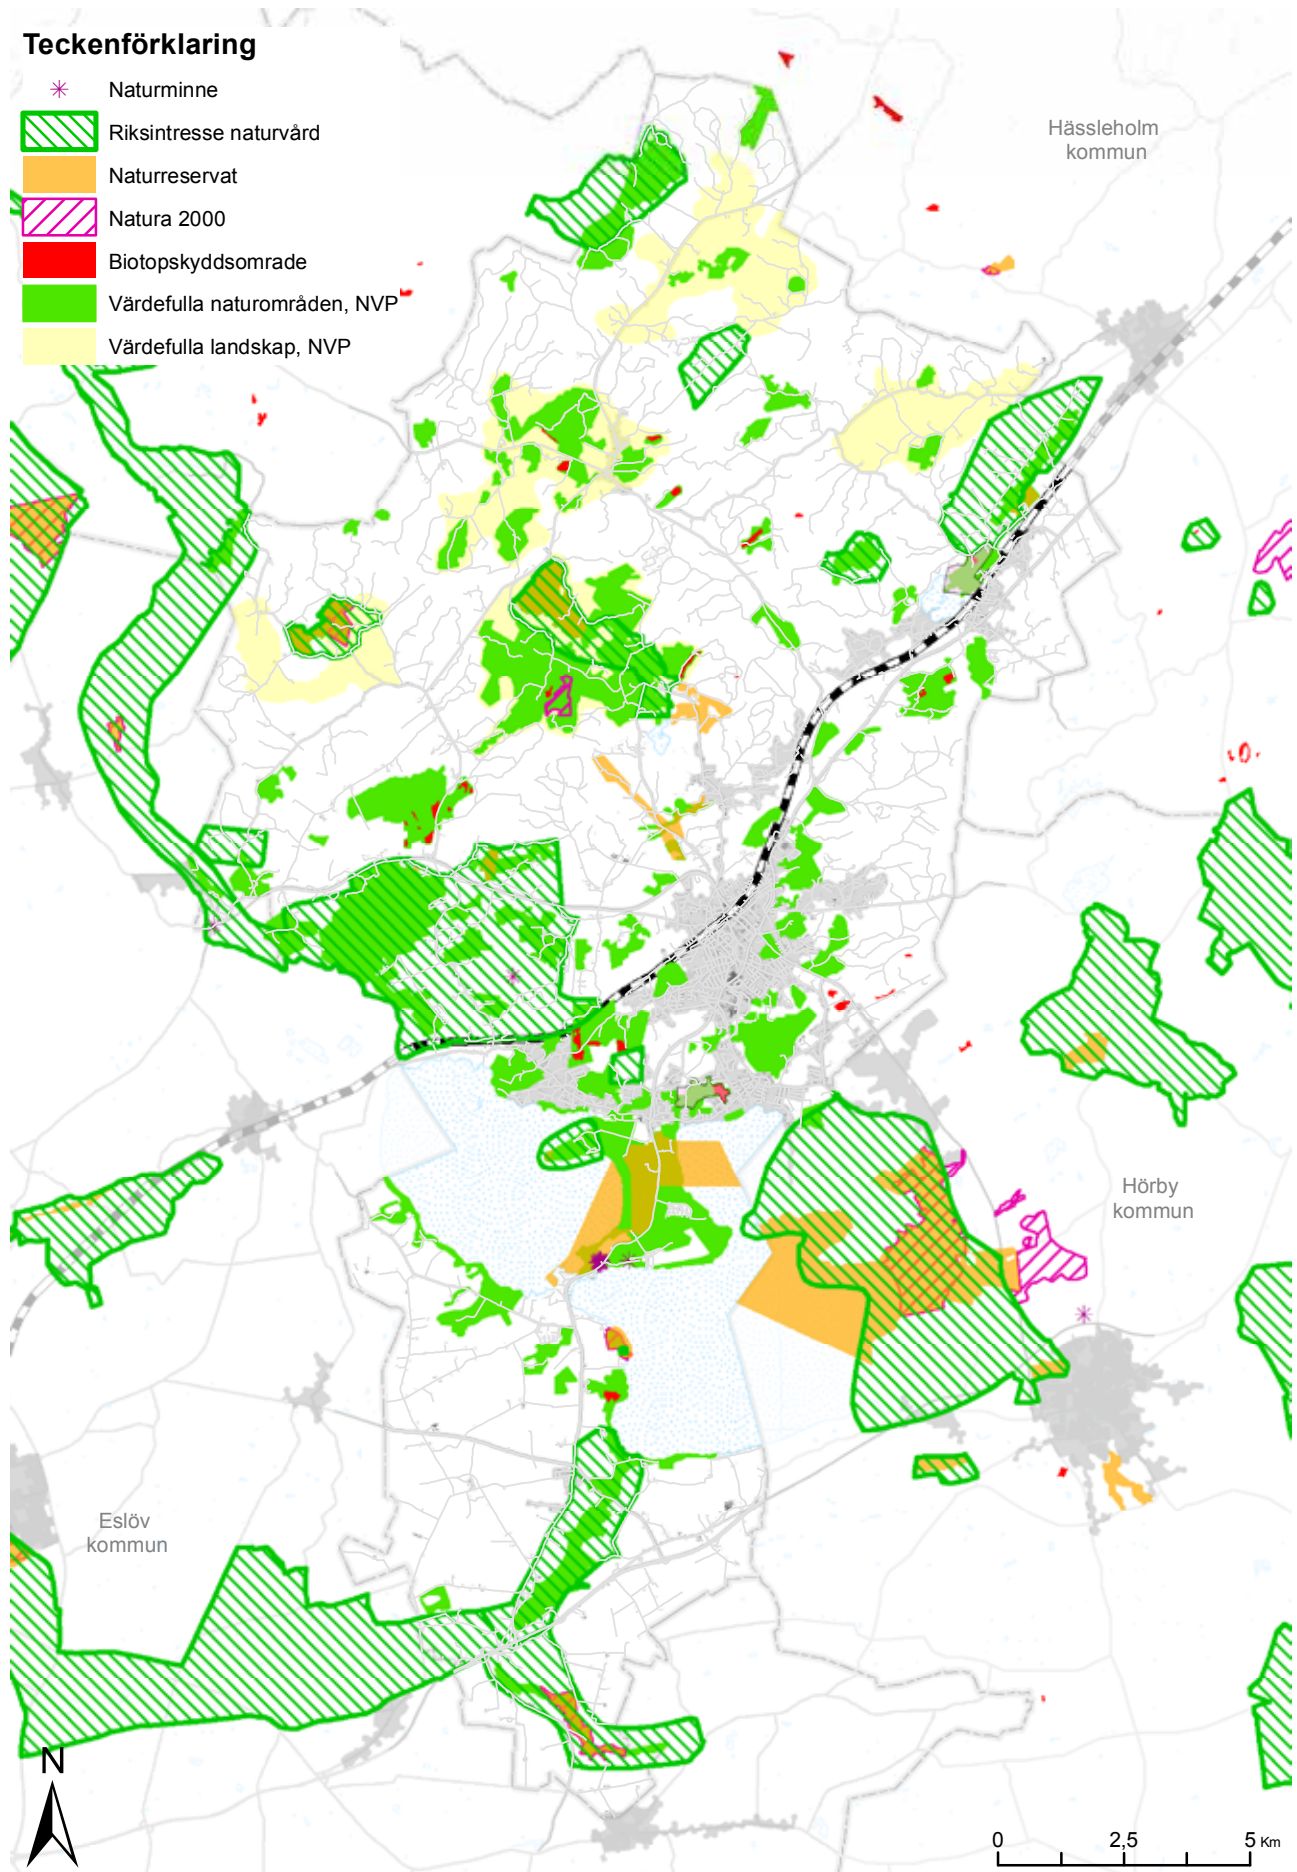 Teckenförklaring
Naturminne
Riksintresse naturvård
Naturreservat
Natura 2000
Biotopskyddsomrade
Värdefulla naturområden, NVP
Värdefulla landskap, NVP
Hässleholm
kommun
Hörby
kommun
Eslöv
kommun
N
0 2,5 5 Km